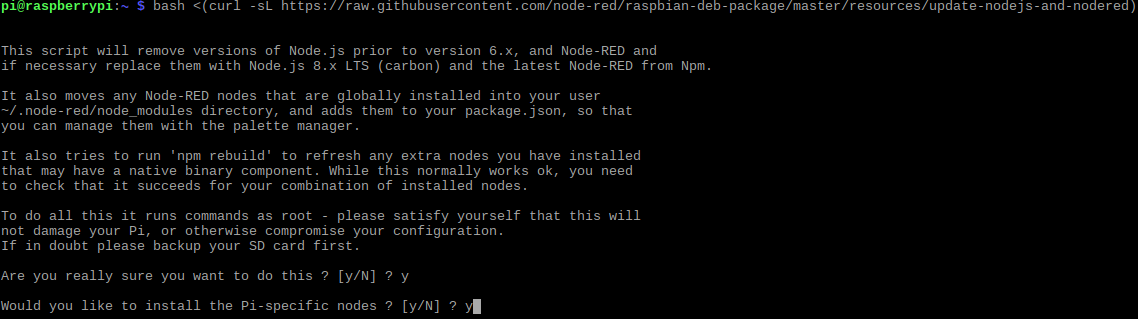 pi@raspberrypi:~ $ bash <(curl -sL https://raw.githubusercontent.com/node-red/raspbian-deb-package/master/resources/update-nodejs-and-nodered)
This script will remove versions of Node.js prior to version 6.x, and Node-RED and
if necessary replace them with Node.js 8.x LTS (carbon) and the latest Node-RED from Npm.
It also moves any Node-RED nodes that are globally installed into your user
~/.node-red/node_modules directory, and adds them to your package.json, so that
you can manage them with the palette manager.
It also tries to run 'npm rebuild' to refresh any extra nodes you have installed
that may have a native binary component. While this normally works ok, you need
to check that it succeeds for your combination of installed nodes.
To do all this it runs commands as root - please satisfy yourself that this will
not damage your Pi, or otherwise compromise your configuration.
If in doubt please backup your SD card first.
Are you really sure you want to do this ? [y/N] ? y
Would you like to install the Pi-specific nodes ? [y/N] ? y